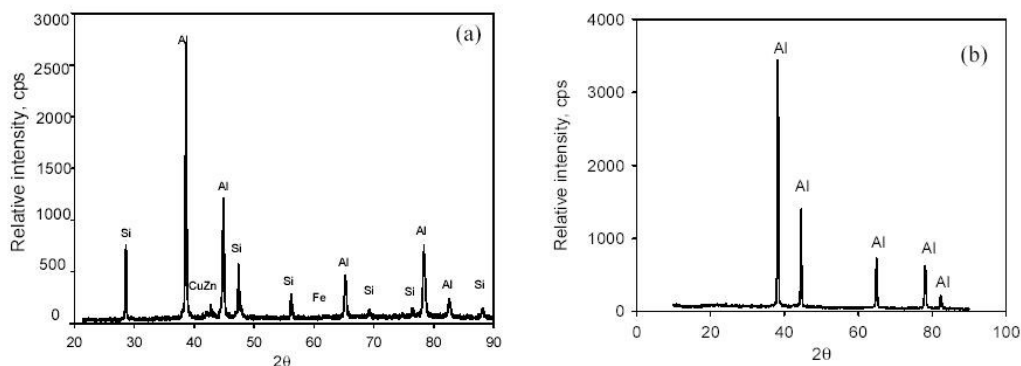 3000
2500
2000
1500
1000
500
0
20
30
40
50
60
70
80
90
Relative intensity, cps
2θ
(a)
Al
Si
CuZn
Al
Si
Si
Fe
Al
Si
Si
Al
Al
Si
4000
3000
2000
1000
0
0
20
40
60
80
100
Relative intensity, cps
2θ
(b)
Al
Al
Al
Al
Al